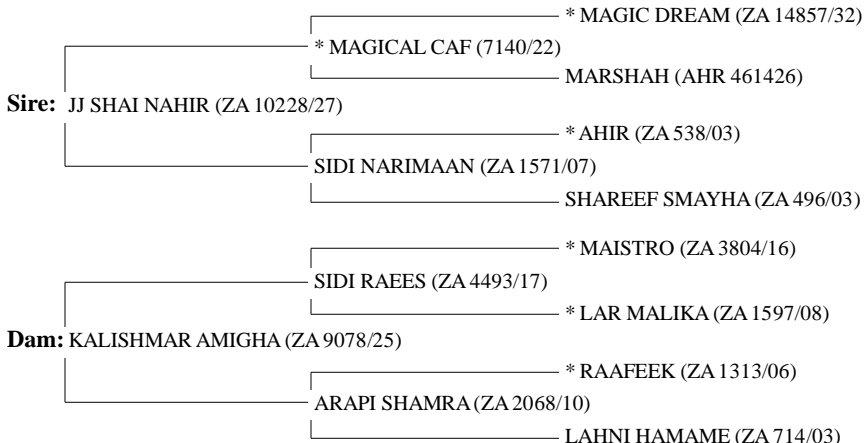 * MAGIC DREAM (ZA 14857/32)
* MAGICAL CAF (7140/22)
MARSHAH (AHR 461426)
Sire: JJ SHAI NAHIR (ZA 10228/27)
* AHIR (ZA 538/03)
SIDI NARIMAAN (ZA 1571/07)
SHAREEF SMAYHA (ZA 496/03)
* MAISTRO (ZA 3804/16)
SIDI RAEES (ZA 4493/17)
* LAR MALIKA (ZA 1597/08)
Dam: KALISHMAR AMIGHA (ZA 9078/25)
* RAAFEEK (ZA 1313/06)
ARAPI SHAMRA (ZA 2068/10)
LAHNI HAMAME (ZA 714/03)